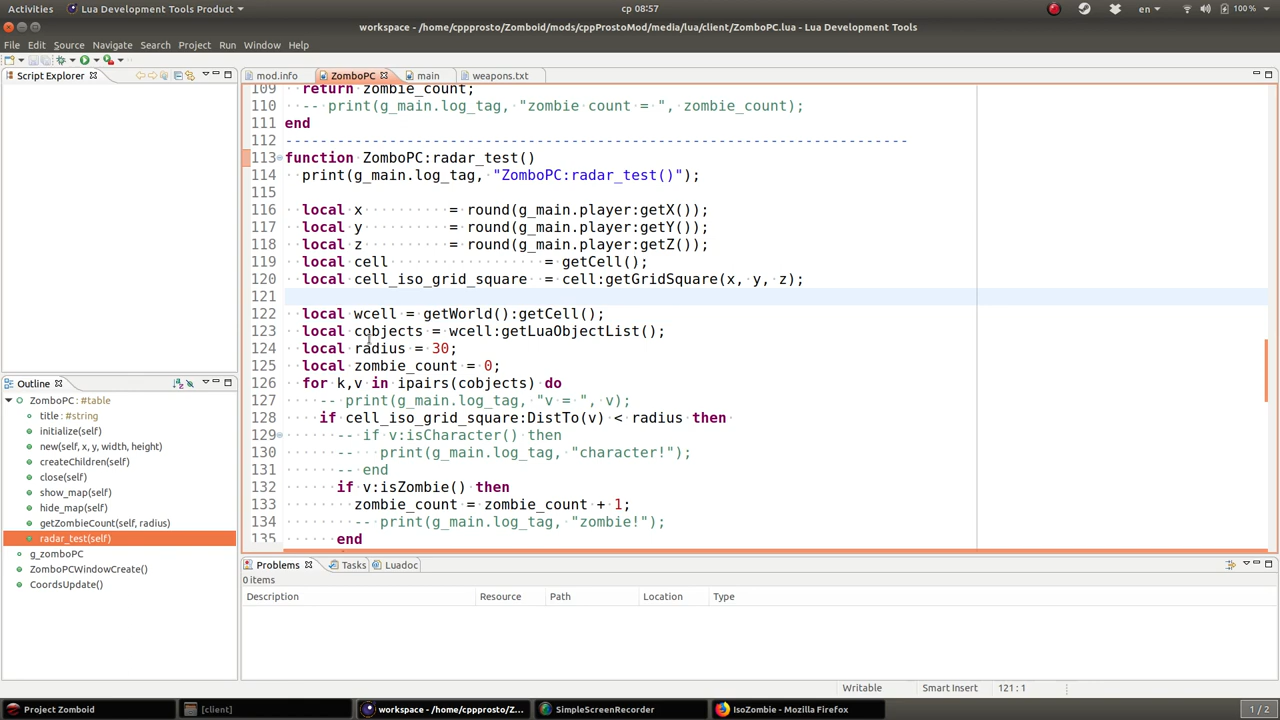 Activities Lua Development Tools Product ср 08:57 en 100 %
workspace - /home/cppprosto/Zomboid/mods/cppProstoMod/media/lua/client/ZomboPC.lua - Lua Development Tools
File Edit Source Navigate Search Project Run Window Help
Script Explorer mod.info ZomboPC main weapons.txt
109 return zombie_count;
110 -- print(g_main.log_tag, "zombie count = ", zombie_count);
111 end
112 ------------------------------------------------------------------------
113 function ZomboPC:radar_test()
114 print(g_main.log_tag, "ZomboPC:radar_test()");
115
116 local x = round(g_main.player:getX());
117 local y = round(g_main.player:getY());
118 local z = round(g_main.player:getZ());
119 local cell = getCell();
120 local cell_iso_grid_square = cell:getGridSquare(x, y, z);
121
122 local wcell = getWorld():getCell();
123 local cobjects = wcell:getLuaObjectList();
124 local radius = 30;
125 local zombie_count = 0;
126 for k,v in ipairs(cobjects) do
127 -- print(g_main.log_tag, "v = ", v);
128 if cell_iso_grid_square:DistTo(v) < radius then
129 -- if v:isCharacter() then
130 -- print(g_main.log_tag, "character!");
131 -- end
132 if v:isZombie() then
133 zombie_count = zombie_count + 1;
134 -- print(g_main.log_tag, "zombie!");
135 end
Outline
ZomboPC : #table
title : #string
initialize(self)
new(self, x, y, width, height)
createChildren(self)
close(self)
show_map(self)
hide_map(self)
getZombieCount(self, radius)
radar_test(self)
g_zomboPC
ZomboPCWindowCreate()
CoordsUpdate()
Problems Tasks Luadoc
0 items
Description Resource Path Location Type
Writable Smart Insert 121 : 1
Project Zomboid [client] workspace - /home/cppprosto/Z... SimpleScreenRecorder IsoZombie - Mozilla Firefox 1 / 2